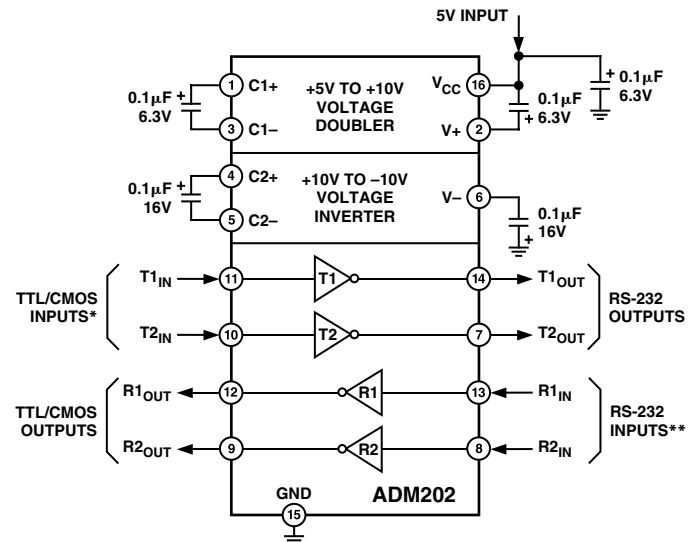 5V INPUT
1 C1+
+5V TO +10V
VOLTAGE
DOUBLER
VCC 16
0.1µF +
6.3V
3 C1–
V+ 2
+ 0.1µF
6.3V
+ 0.1µF
6.3V
4 C2+
+10V TO –10V
VOLTAGE
INVERTER
0.1µF +
16V
5 C2–
V– 6
0.1µF
+ 16V
TTL/CMOS
INPUTS*
T1IN 11 T1 14 T1OUT
T2IN 10 T2 7 T2OUT
RS-232
OUTPUTS
TTL/CMOS
OUTPUTS
R1OUT 12 R1 13 R1IN
R2OUT 9 R2 8 R2IN
RS-232
INPUTS**
GND
15
ADM202